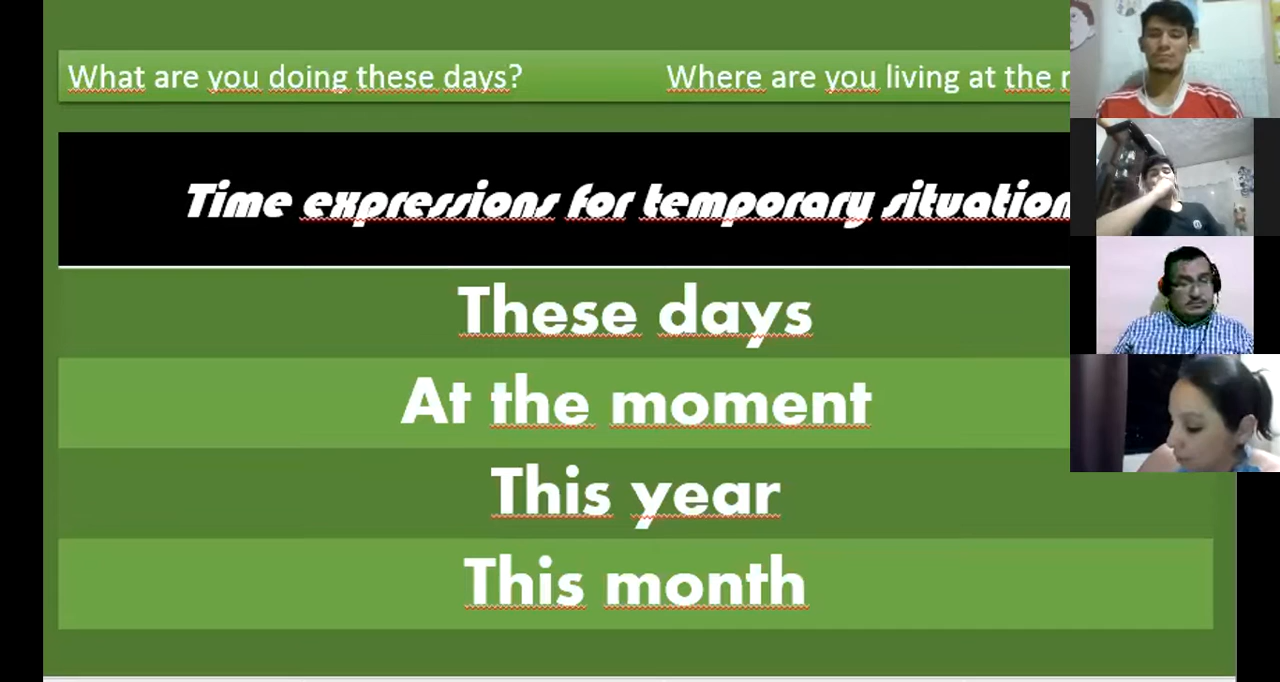 What are you doing these days? Where are you living at the
Time expressions for temporary
These days
At the moment
This year
This month